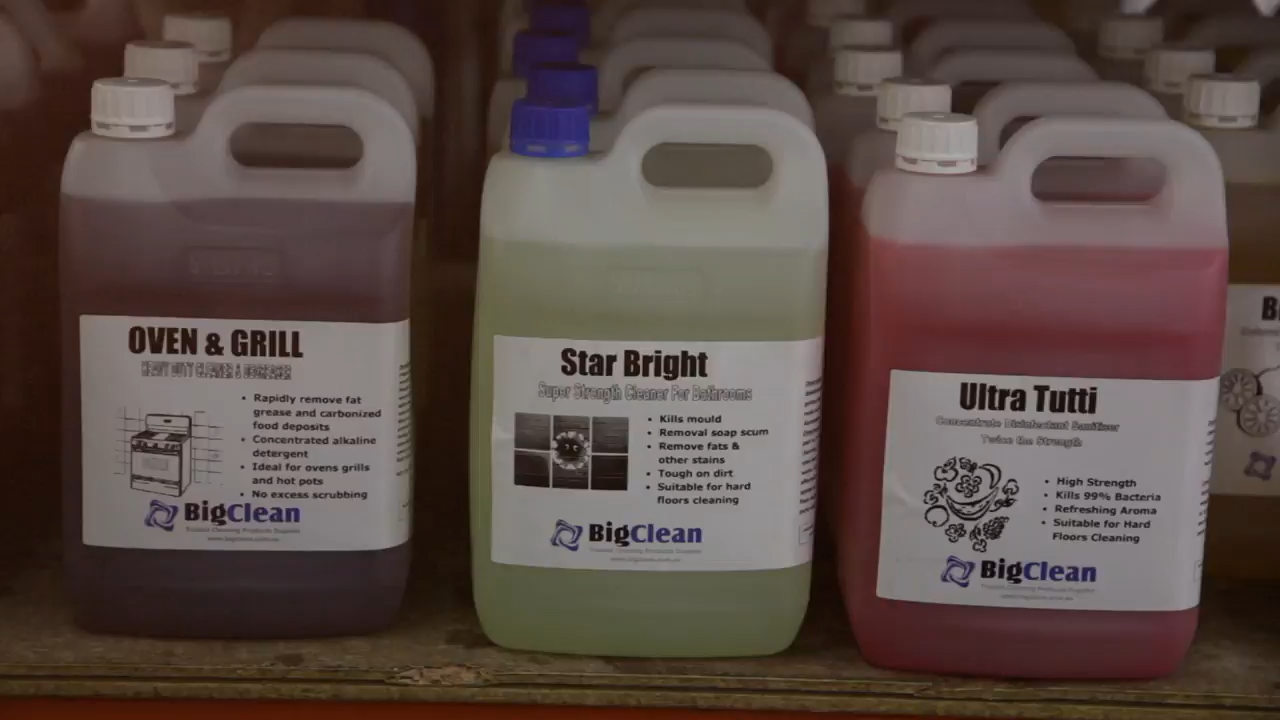 OVEN & GRILL
HEAVY DUTY CLEANER & DEGREASER
Rapidly remove fat
grease and carbonized
food deposits
Concentrated alkaline
detergent
Ideal for ovens grills
and hot pots
No excess scrubbing
BigClean
Star Bright
Super Strength Cleaner For Bathrooms
Kills mould
Removal soap scum
Remove fats &
other stains
Tough on dirt
Suitable for hard
floors cleaning
BigClean
Ultra Tutti
Concentrate Disinfectant Sanitiser
Twice the Strength
High Strength
Kills 99% Bacteria
Refreshing Aroma
Suitable for Hard
Floors Cleaning
BigClean